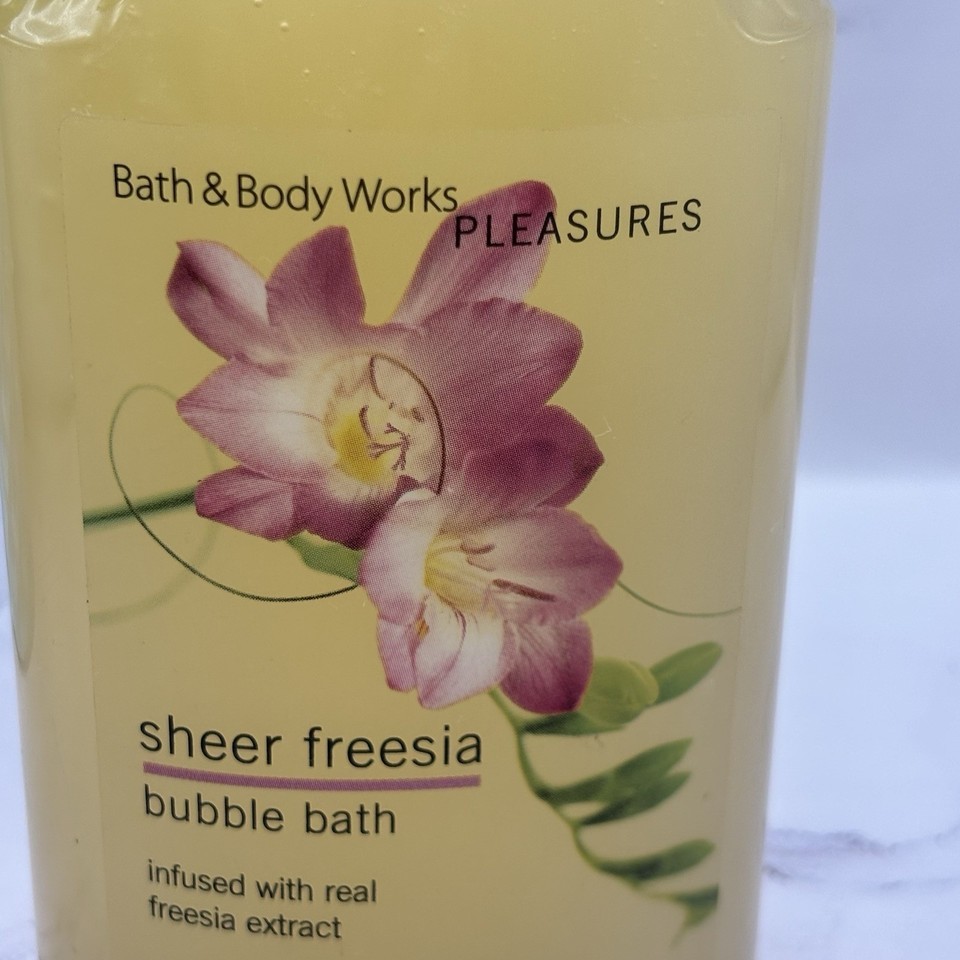 Bath & Body Works
PLEASURES
sheer freesia
bubble bath
infused with real
freesia extract